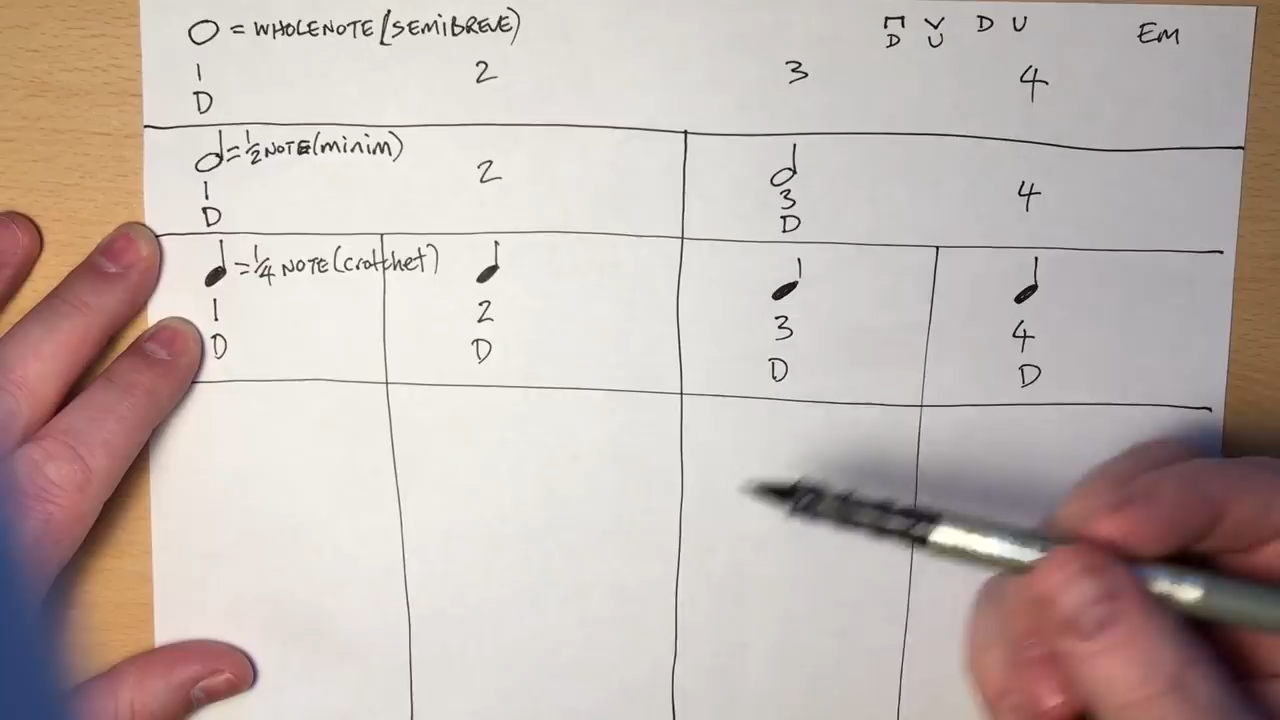 = WHOLENOTE (SEMIBREVE) D U Em
D U
1 2 3 4
D
= 1/2 NOTE (minim)
1 2 3 4
D D
= 1/4 NOTE (crotchet)
1 2 3 4
D D D D